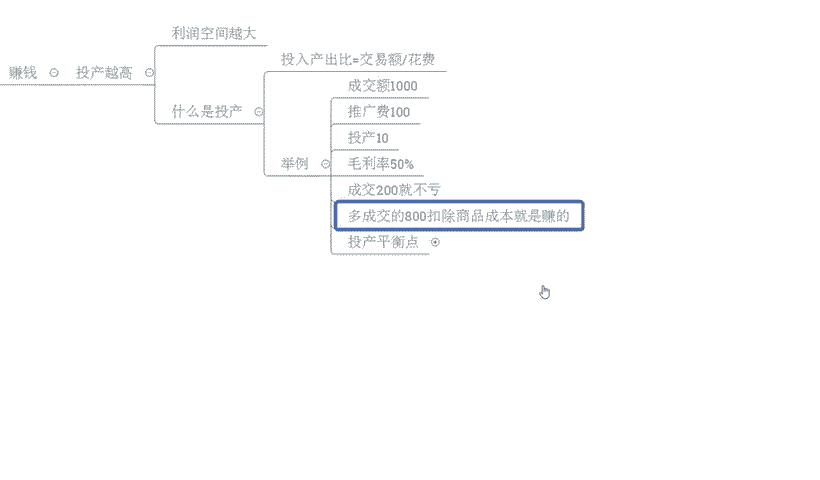 利润空间越大
赚钱
投产越高
投入产出比=交易额/花费
成交额1000
什么是投产
推广费100
投产10
举例
毛利率50%
成交200就不亏
多成交的800扣除商品成本就是赚的
投产平衡点